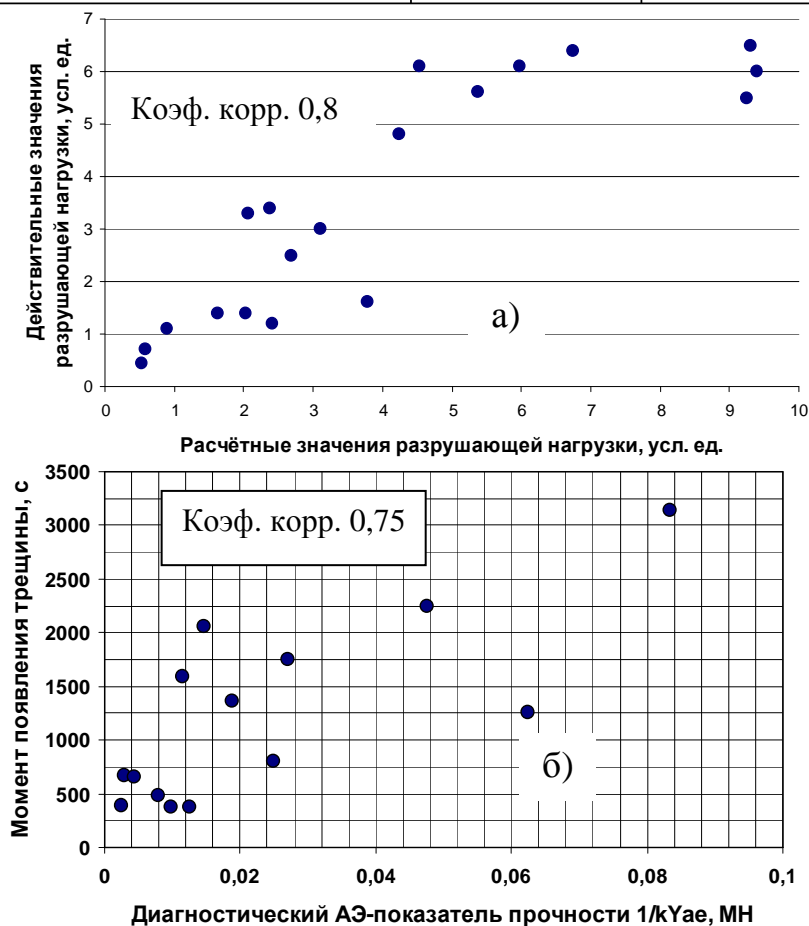 7
6
5
4
3
2
1
0
Действительные значения
разрушающей нагрузки, усл. ед.
Коэф. корр. 0,8
а)
0 1 2 3 4 5 6 7 8 9 10
Расчётные значения разрушающей нагрузки, усл. ед.
3500
3000
2500
2000
1500
1000
500
0
Момент появления трещины, с
Коэф. корр. 0,75
б)
0 0,02 0,04 0,06 0,08 0,1
Диагностический АЭ-показатель прочности 1/kYae, МН